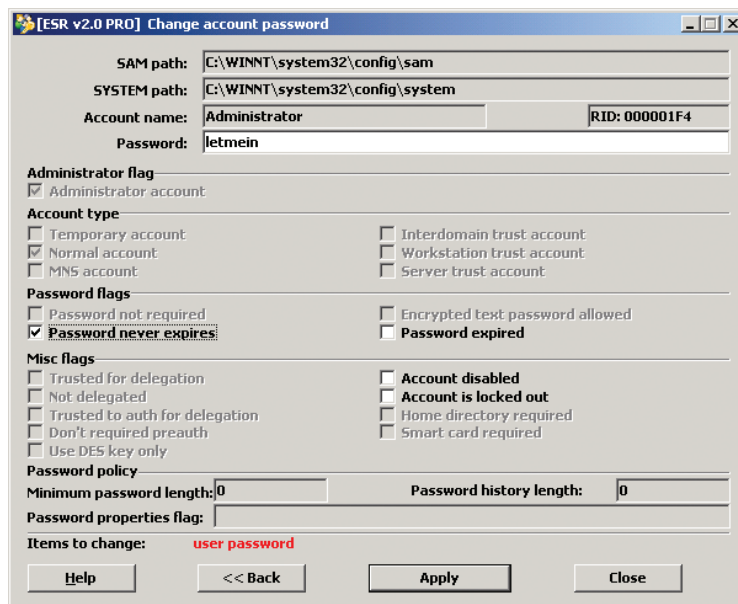 [ESR v2.0 PRO] Change account password
SAM path: C:\WINNT\system32\config\sam
SYSTEM path: C:\WINNT\system32\config\system
Account name: Administrator RID: 000001F4
Password: letmein
Administrator flag
Administrator account
Account type
Temporary account Interdomain trust account
Normal account Workstation trust account
MNS account Server trust account
Password flags
Password not required Encrypted text password allowed
Password never expires Password expired
Misc flags
Trusted for delegation Account disabled
Not delegated Account is locked out
Trusted to auth for delegation Home directory required
Don't required preauth Smart card required
Use DES key only
Password policy
Minimum password length: 0 Password history length: 0
Password properties flag:
Items to change: user password
Help << Back Apply Close